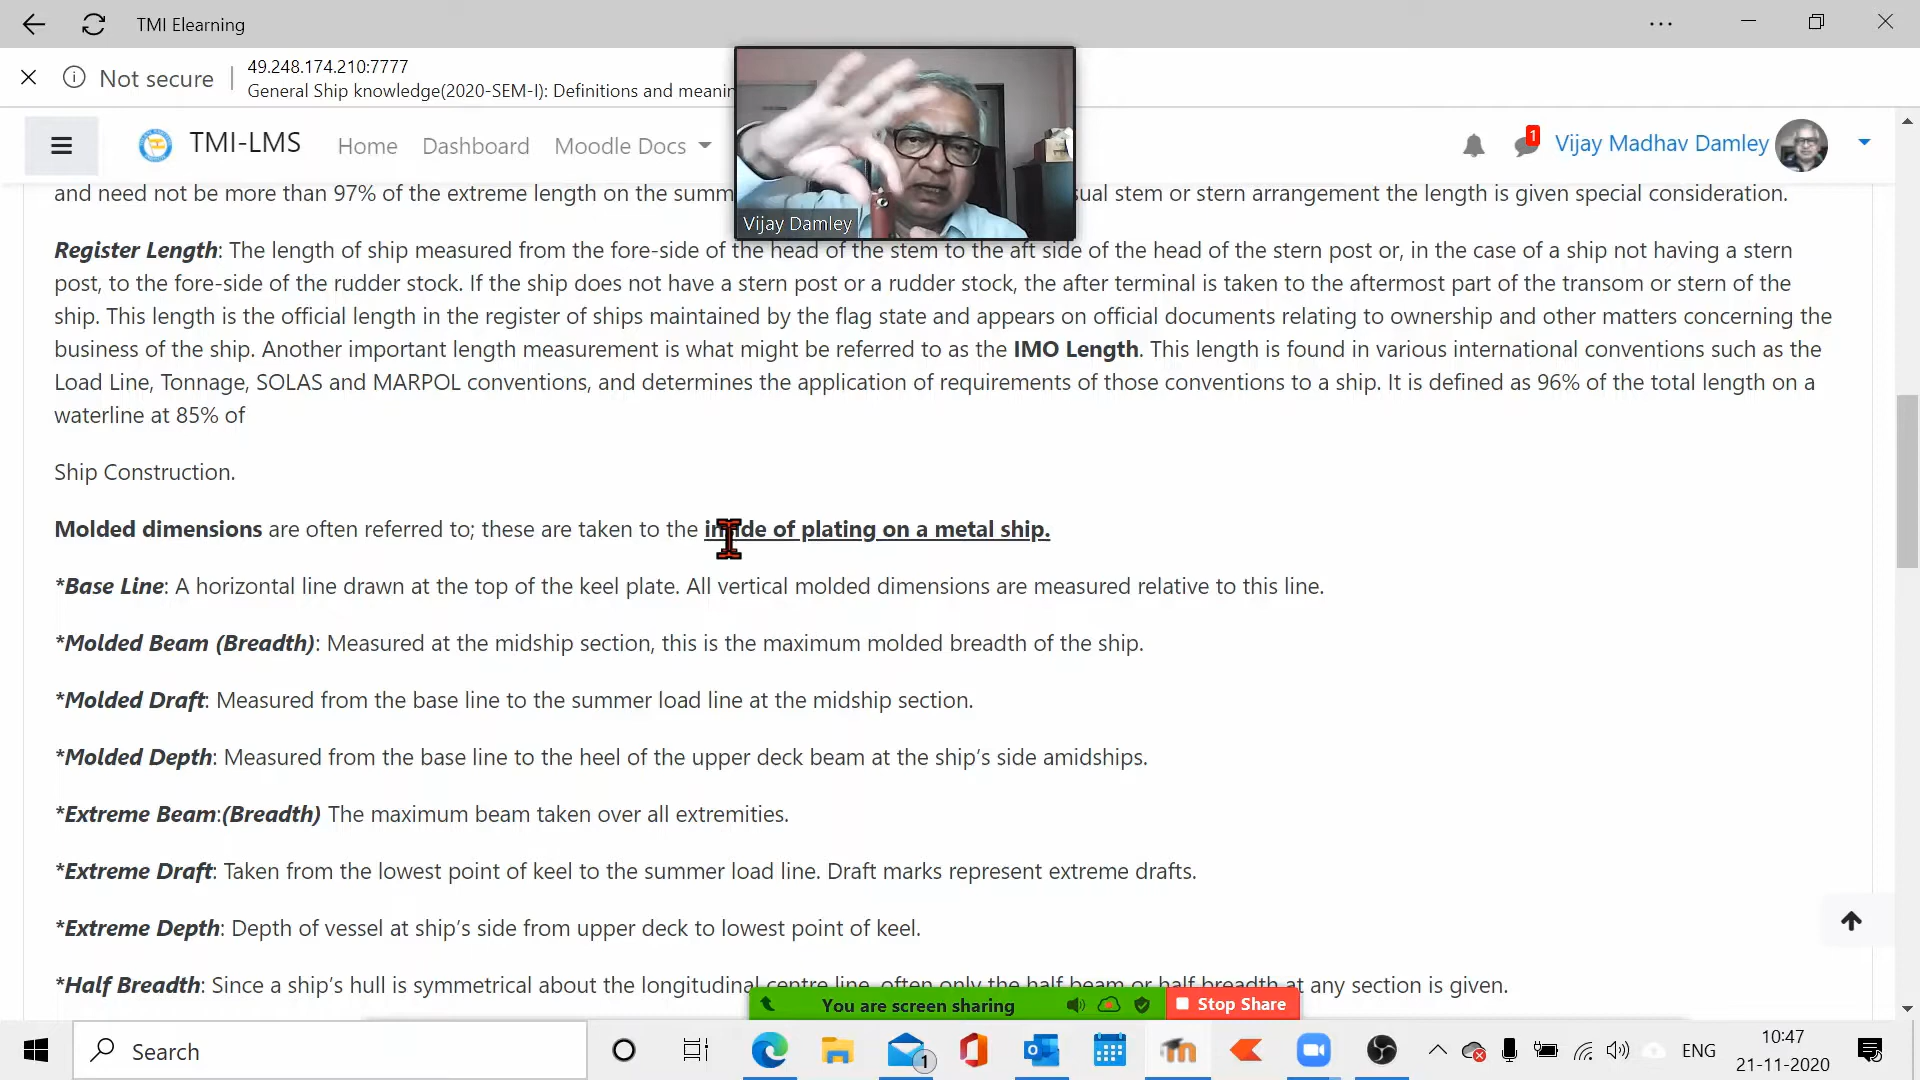 TMI Elearning
Not secure
49.248.174.210:7777
General Ship knowledge(2020-SEM-I): Definitions and
TMI-LMS
Home
Dashboard
Moodle Docs
1
Vijay Madhav Damley
Vijay Damley
and need not be more than 97% of the extreme length on the
stem or stern arrangement the length is given special consideration.
Register Length: The length of ship measured from the fore-side of the head of the stem to the aft side of the head of the stern post or, in the case of a ship not having a stern
post, to the fore-side of the rudder stock. If the ship does not have a stern post or a rudder stock, the after terminal is taken to the aftermost part of the transom or stern of the
ship. This length is the official length in the register of ships maintained by the flag state and appears on official documents relating to ownership and other matters concerning the
business of the ship. Another important length measurement is what might be referred to as the IMO Length. This length is found in various international conventions such as the
Load Line, Tonnage, SOLAS and MARPOL conventions, and determines the application of requirements of those conventions to a ship. It is defined as 96% of the total length on a
waterline at 85% of
Ship Construction.
Molded dimensions are often referred to; these are taken to the inside of plating on a metal ship.
*Base Line: A horizontal line drawn at the top of the keel plate. All vertical molded dimensions are measured relative to this line.
*Molded Beam (Breadth): Measured at the midship section, this is the maximum molded breadth of the ship.
*Molded Draft: Measured from the base line to the summer load line at the midship section.
*Molded Depth: Measured from the base line to the heel of the upper deck beam at the ship’s side amidships.
*Extreme Beam:(Breadth) The maximum beam taken over all extremities.
*Extreme Draft: Taken from the lowest point of keel to the summer load line. Draft marks represent extreme drafts.
*Extreme Depth: Depth of vessel at ship’s side from upper deck to lowest point of keel.
*Half Breadth: Since a ship’s hull is symmetrical about the longitudinal centre line, often only the half beam or half breadth at any section is given.
You are screen sharing
Stop Share
Search
1
ENG
10:47
21-11-2020